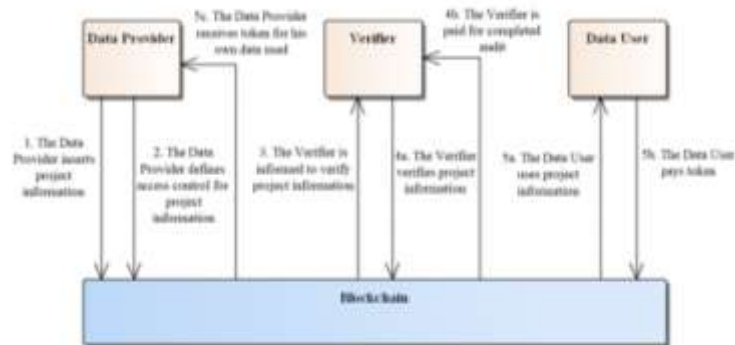 5c. The Data Provider
receives token for his
own data used
4b. The Verifier is
paid for completed
audit
Data Provider
Verifier
Data User
1. The Data
Provider inserts
project
information
2. The Data
Provider defines
access control for
project
information
3. The Verifier is
informed to verify
project information
4a. The Verifier
verifies project
information
5a. The Data User
uses project
information
5b. The Data User
pays token
Blockchain